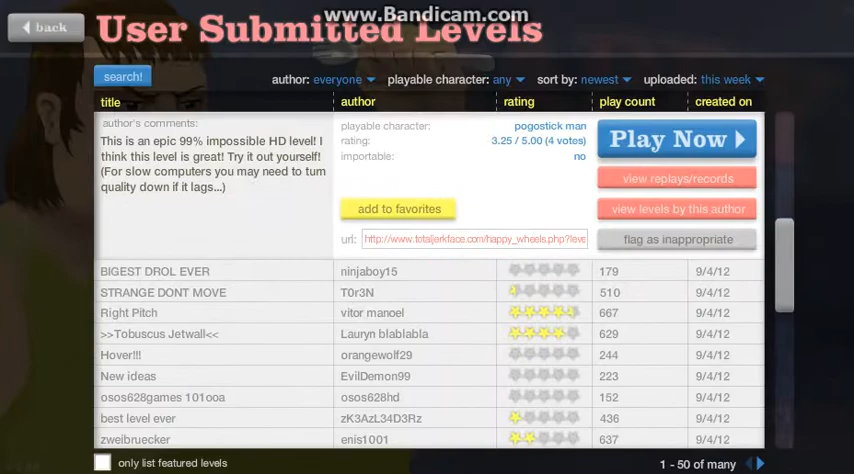 www.Bandicam.com
back
User Submitted Levels
search!
author: everyone playable character: any sort by: newest uploaded: this week
title author rating play count created on
author's comments:
This is an epic 99% impossible HD level! I
think this level is great! Try it out yourself!
(For slow computers you may need to turn
quality down if it lags...)
playable character: pogostick man
rating: 3.25 / 5.00 (4 votes)
importable: no
add to favorites
url: http://www.totaljerkface.com/happy_wheels.php?leve
Play Now
view replays/records
view levels by this author
flag as inappropriate
BIGEST DROL EVER ninjaboy15 179 9/4/12
STRANGE DONT MOVE T0r3N 510 9/4/12
Right Pitch vitor manoel 667 9/4/12
>>Tobuscus Jetwall<< Lauryn blablabla 629 9/4/12
Hover!!! orangewolf29 244 9/4/12
New ideas EvilDemon99 223 9/4/12
osos628games 101ooa osos628hd 152 9/4/12
best level ever zK3AzL34D3Rz 436 9/4/12
zweibruecker enis1001 637 9/4/12
only list featured levels
1 - 50 of many